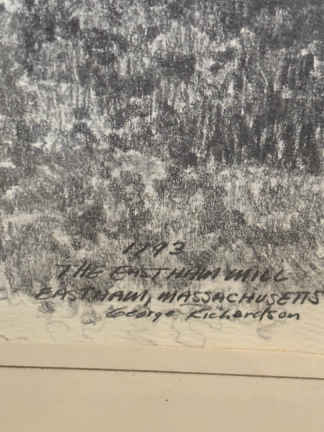 1793
THE EASTHAM MILL
EASTHAM, MASSACHUSETTS
George Richardson